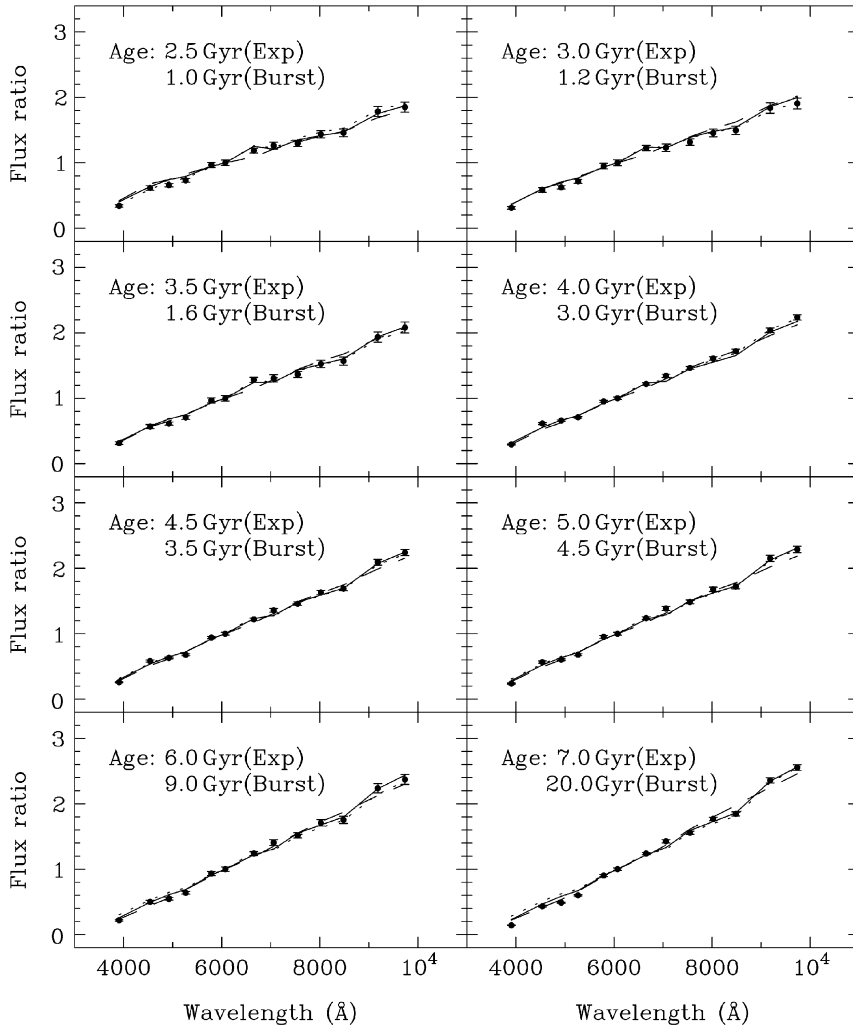 Age: 2.5 Gyr(Exp)
1.0 Gyr(Burst)
Age: 3.0 Gyr(Exp)
1.2 Gyr(Burst)
3
2
1
0
Flux ratio
Age: 3.5 Gyr(Exp)
1.6 Gyr(Burst)
Age: 4.0 Gyr(Exp)
3.0 Gyr(Burst)
3
2
1
0
Flux ratio
Age: 4.5 Gyr(Exp)
3.5 Gyr(Burst)
Age: 5.0 Gyr(Exp)
4.5 Gyr(Burst)
3
2
1
0
Flux ratio
Age: 6.0 Gyr(Exp)
9.0 Gyr(Burst)
Age: 7.0 Gyr(Exp)
20.0Gyr(Burst)
3
2
1
0
Flux ratio
4000 6000 8000 10⁴ 4000 6000 8000 10⁴
Wavelength (Å) Wavelength (Å)